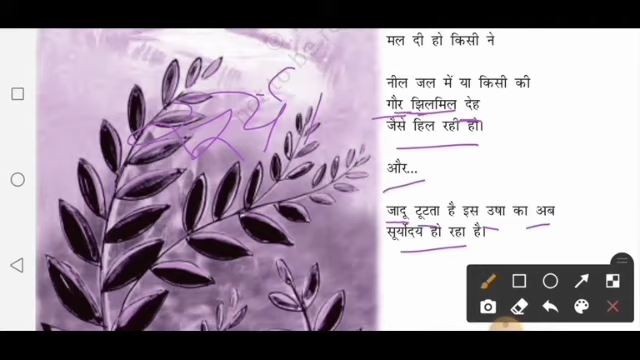 मल दी हो किसी ने
नील जल में या किसी की
गौर झिलमिल देह
जैसे हिल रही हो।
और...
जादू टूटता है इस उषा का अब
सूर्योदय हो रहा है।
सूर्य